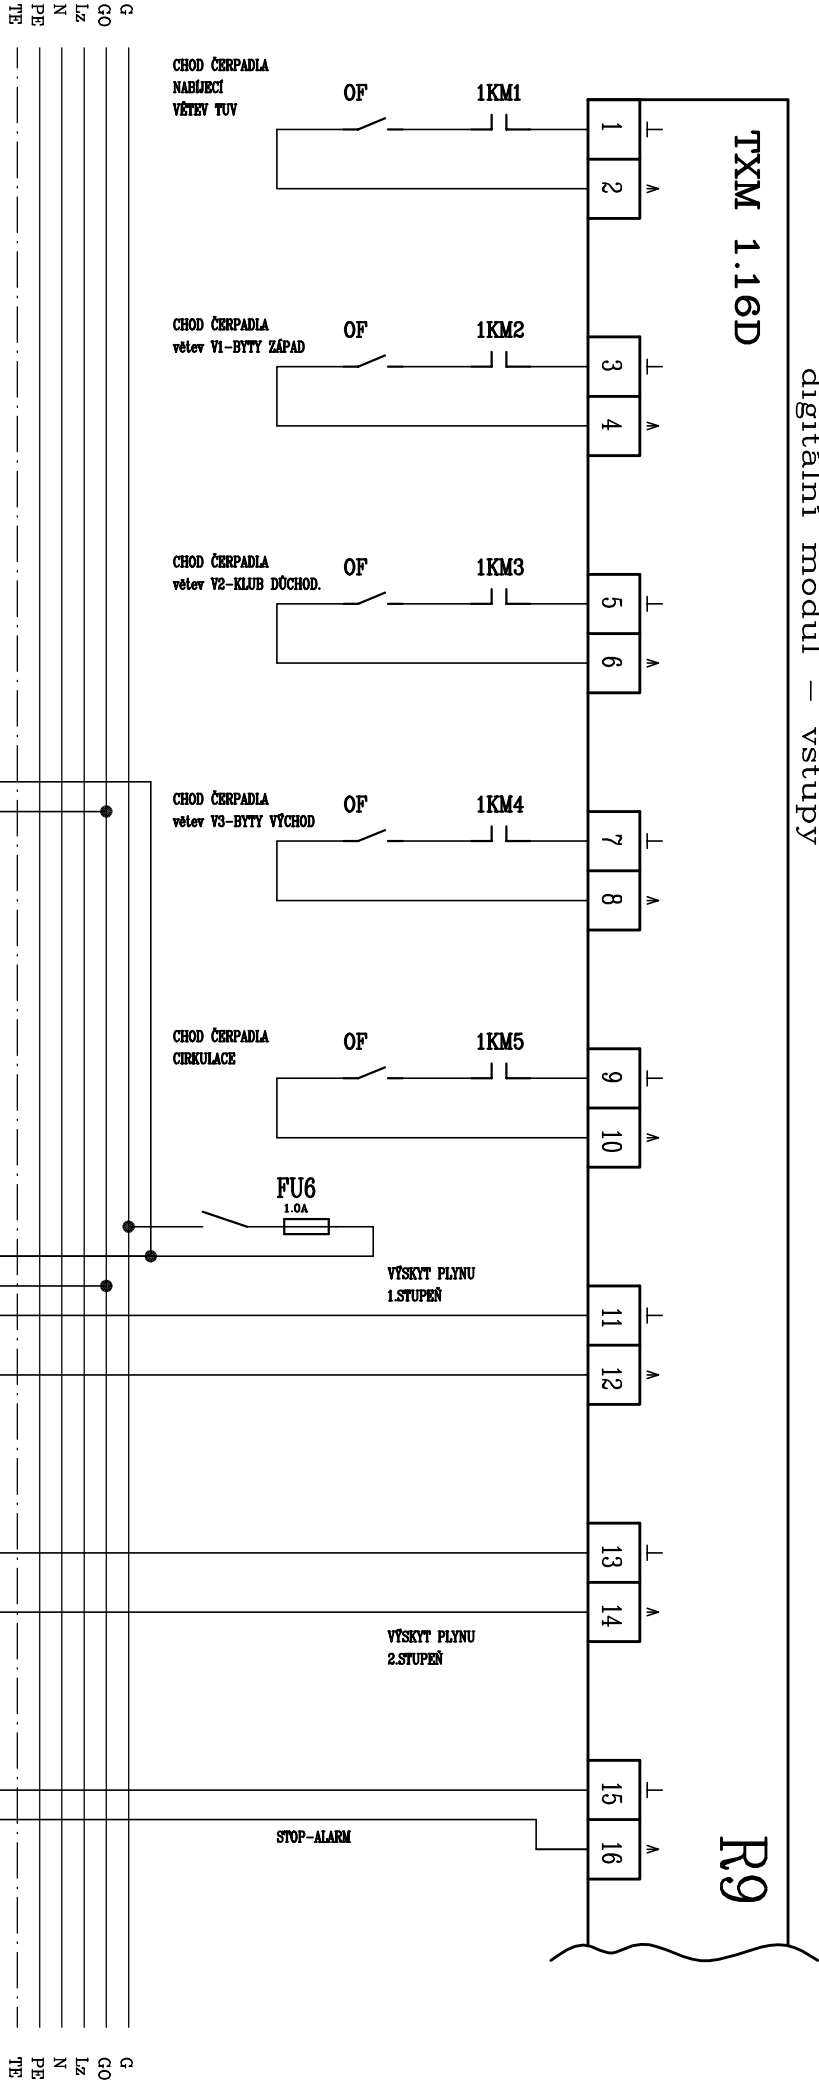 G
GO
Lz
N
PE
TE
digitální modul - vstupy
TXM 1.16D
CHOD ČERPADLA
NABÍJECÍ
VĚTEV TUV
OF
1KM1
1
2
CHOD ČERPADLA
větev V1-BYTY ZÁPAD
OF
1KM2
3
4
CHOD ČERPADLA
větev V2-KLUB DŮCHOD.
OF
1KM3
5
6
CHOD ČERPADLA
větev V3-BYTY VÝCHOD
OF
1KM4
7
8
CHOD ČERPADLA
CIRKULACE
OF
1KM5
9
10
FU6
1.0A
VÝSKYT PLYNU
1.STUPEŇ
11
12
13
14
VÝSKYT PLYNU
2.STUPEŇ
15
STOP-ALARM
16
R9
G
GO
Lz
N
PE
TE